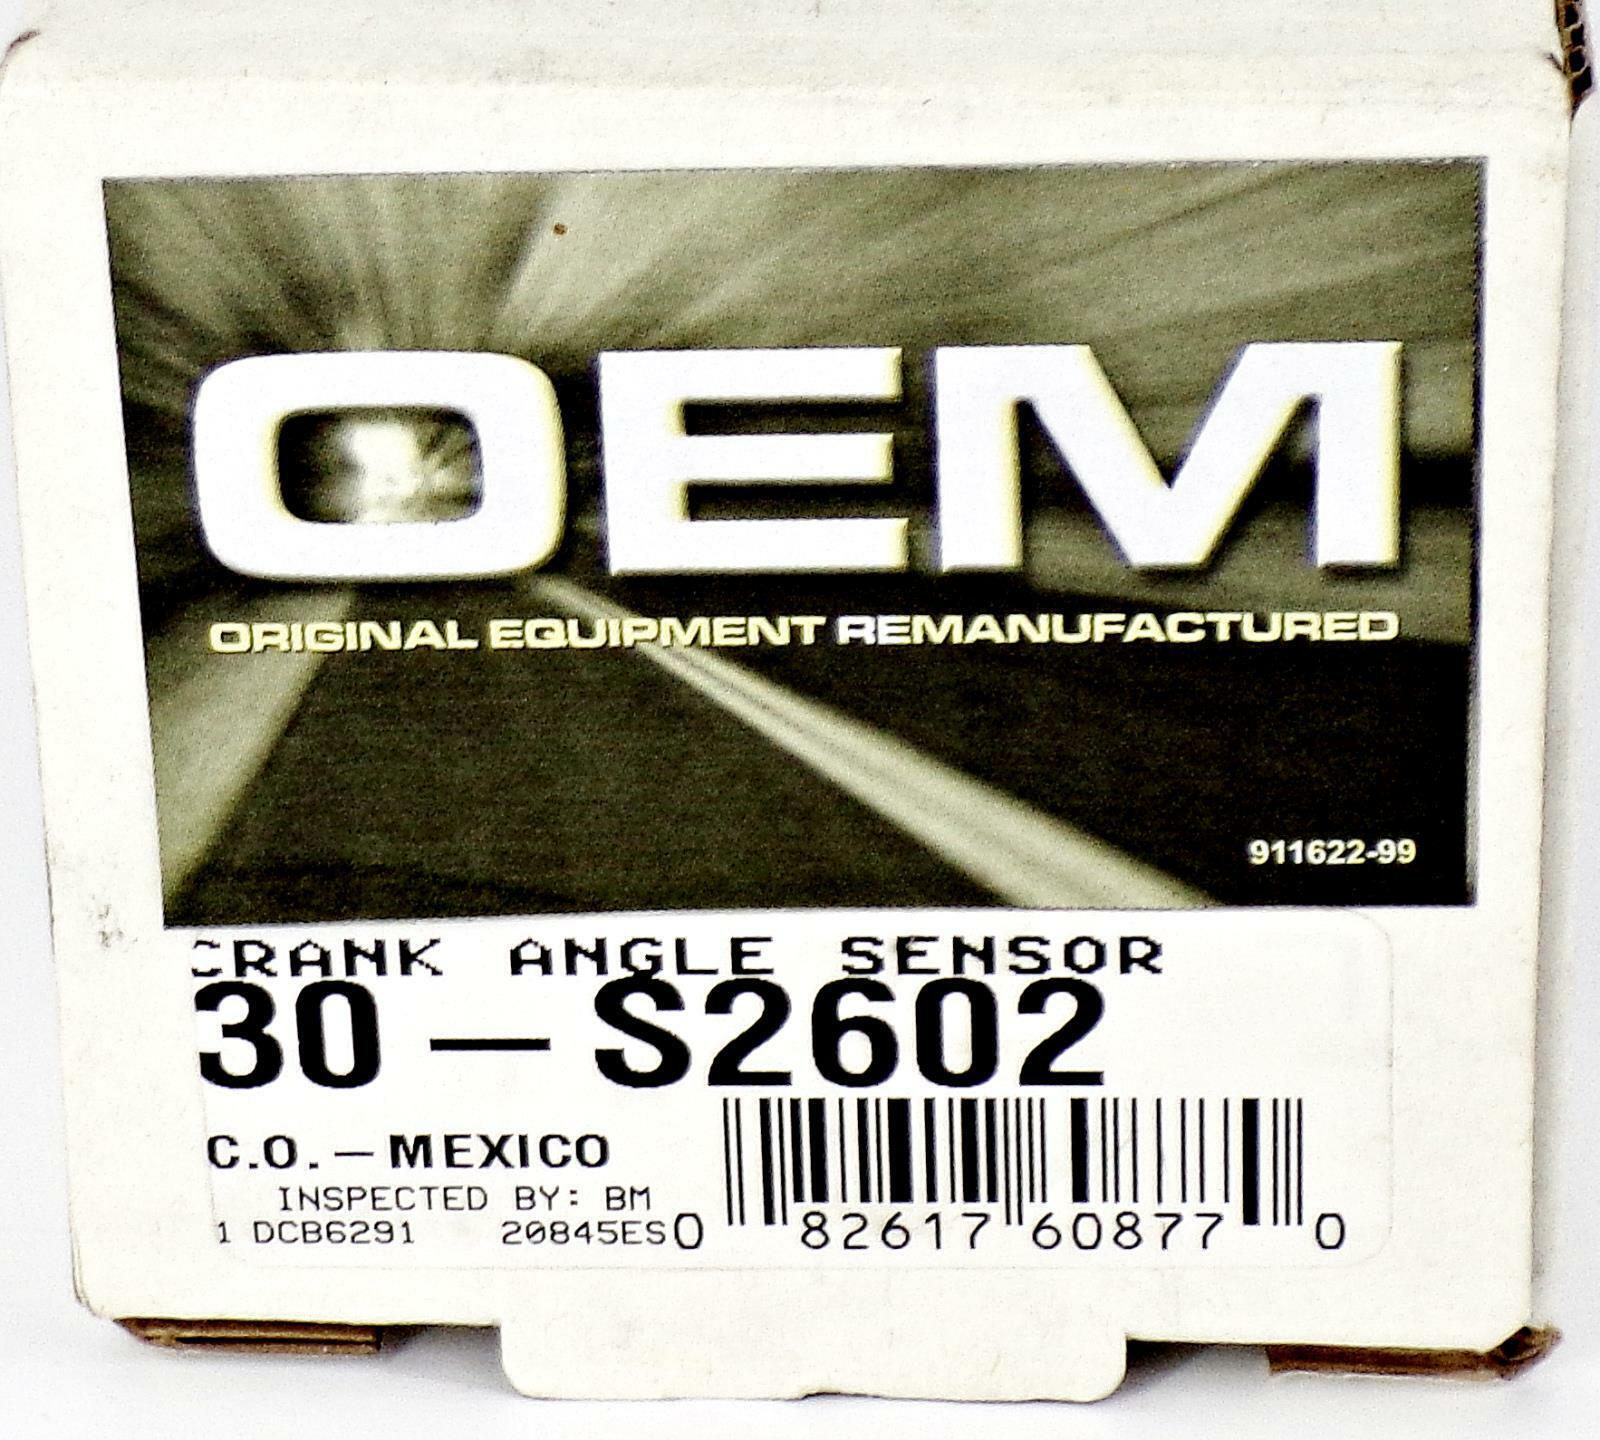 OEM
ORIGINAL EQUIPMENT REMANUFACTURED
911622-99
CRANK ANGLE SENSOR
30-S2602
C.O.-MEXICO
INSPECTED BY: BM
1 DCB6291 20845ES
0 82617 60877 0